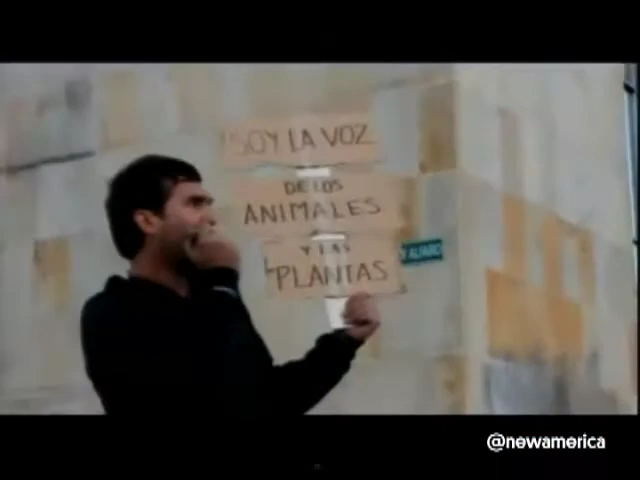 SOY LA VOZ
DE LOS
ANIMALES
Y LAS
PLANTAS
@newamerica